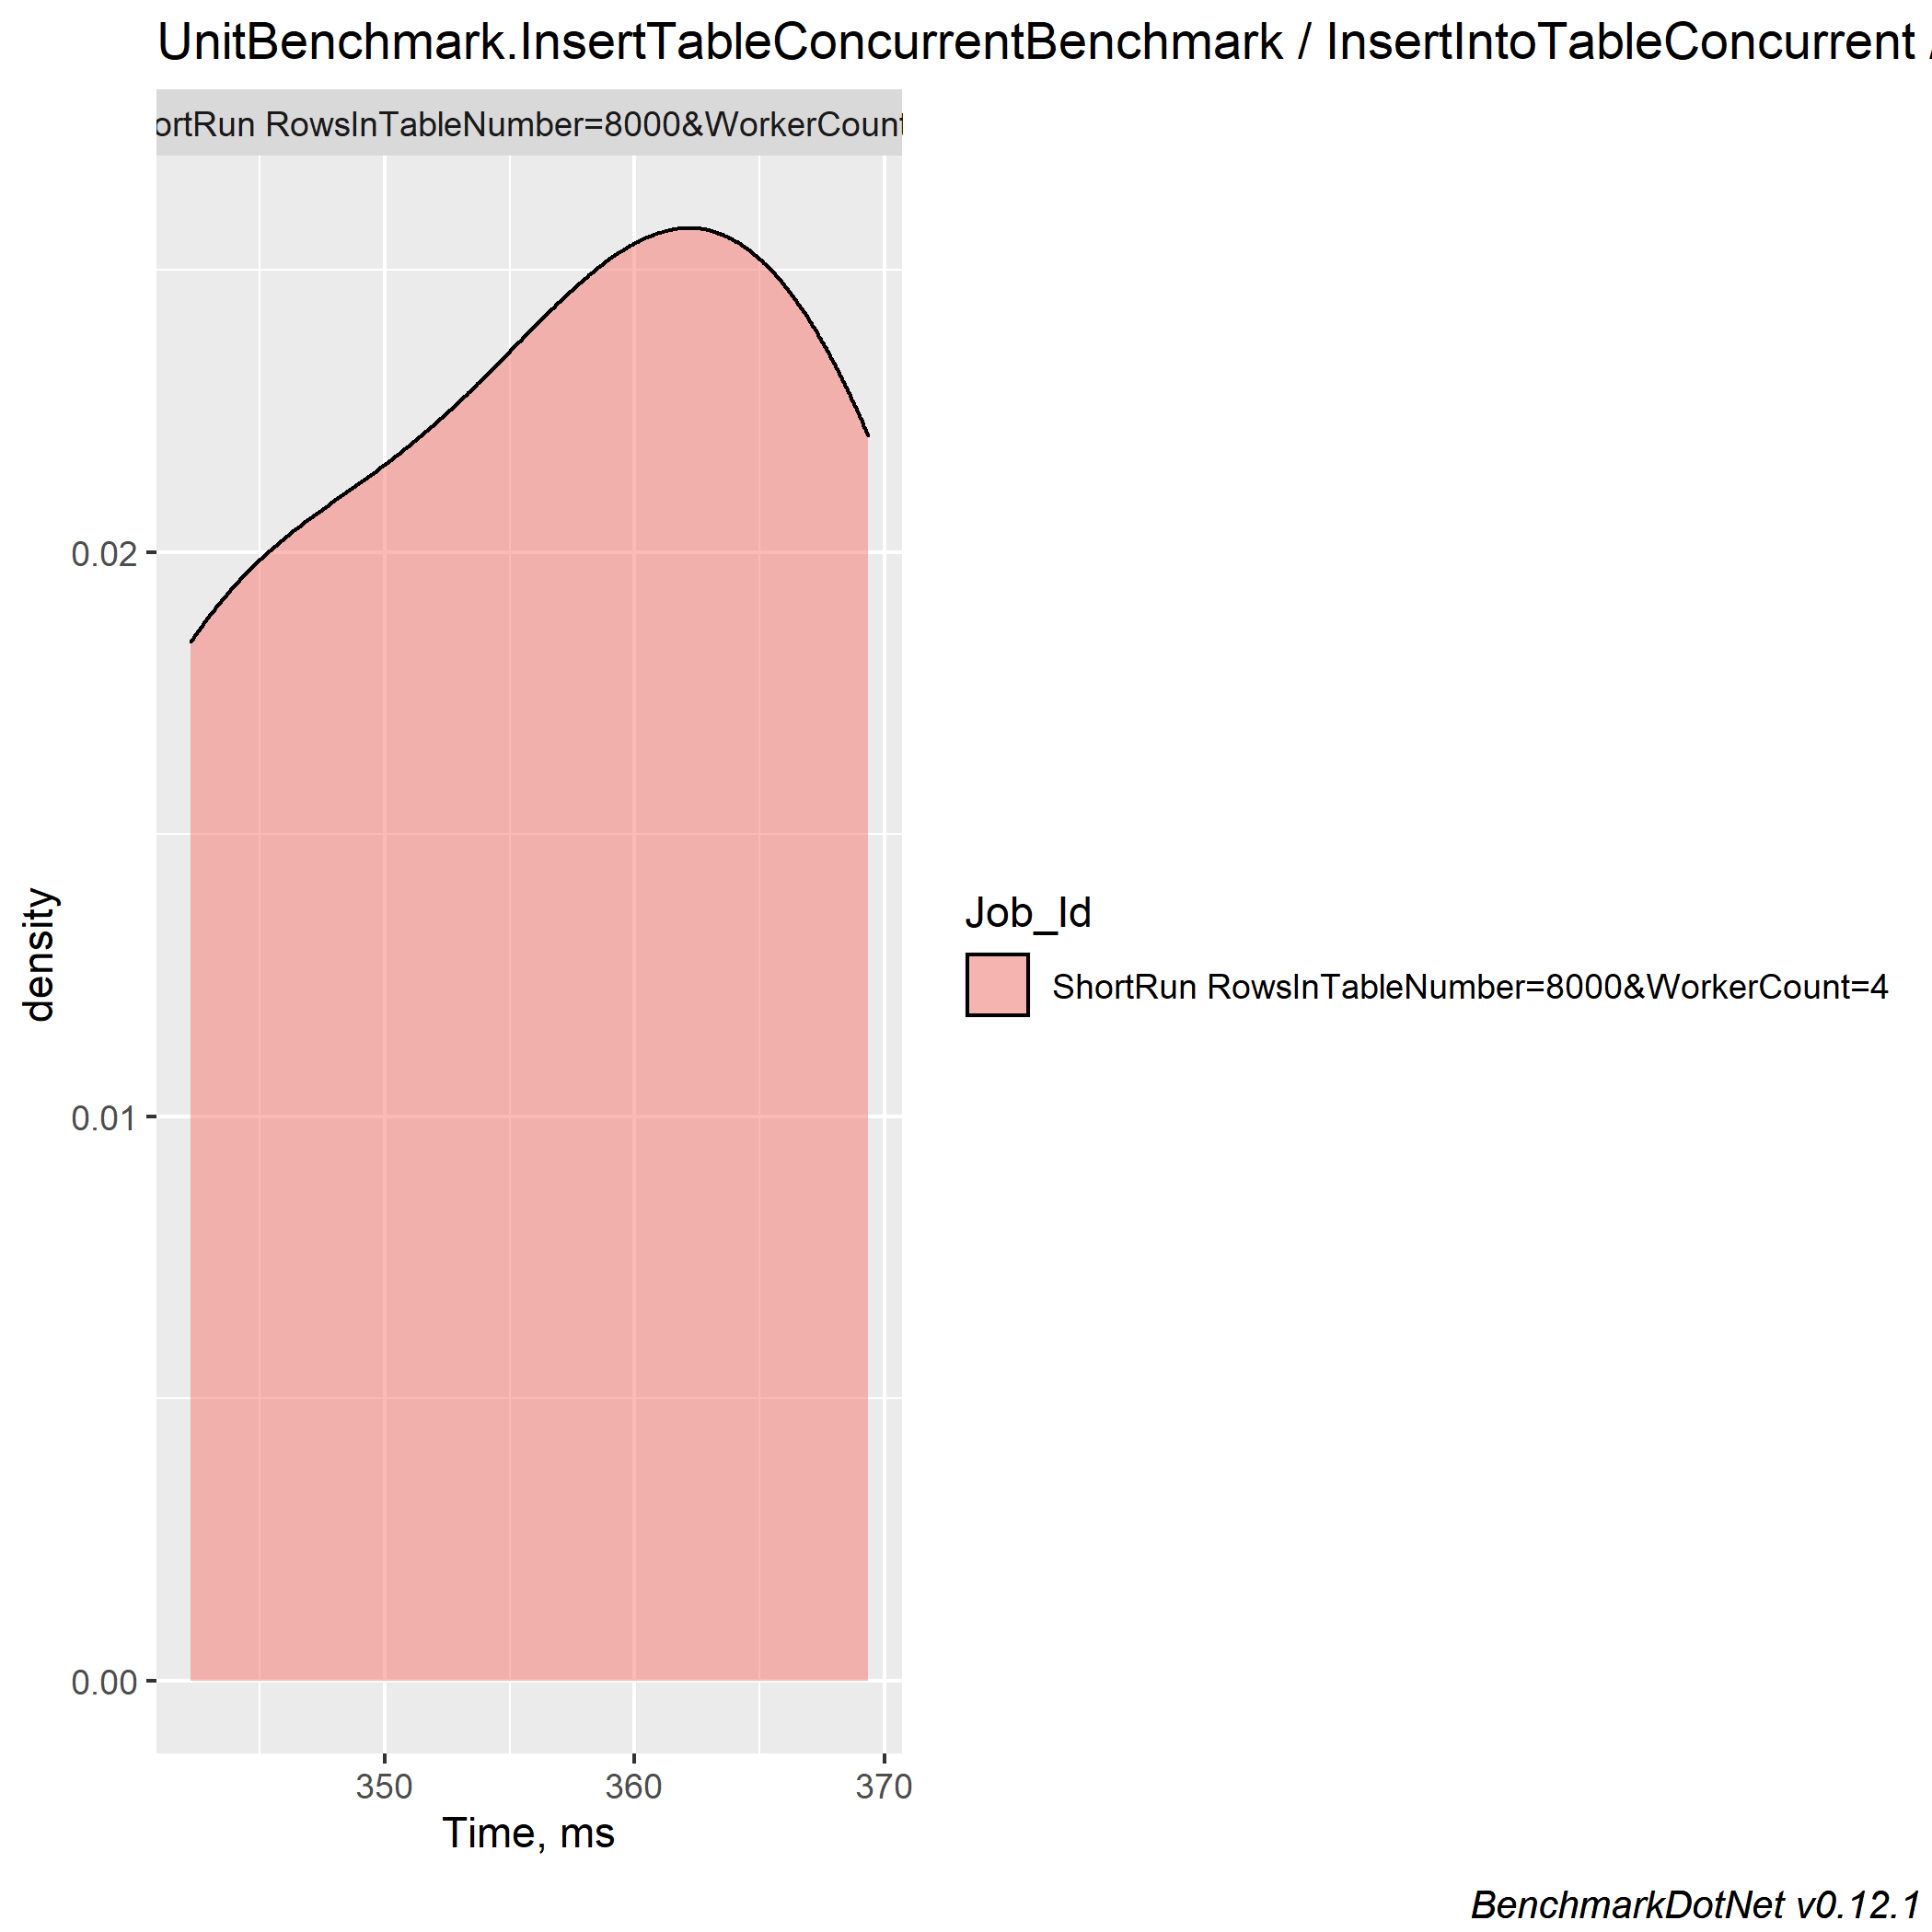 UnitBenchmark.InsertTableConcurrentBenchmark / InsertIntoTableConcurrent /
ortRun RowsInTableNumber=8000&WorkerCount
0.02
0.01
0.00
density
350 360 370
Time, ms
Job_Id
ShortRun RowsInTableNumber=8000&WorkerCount=4
BenchmarkDotNet v0.12.1